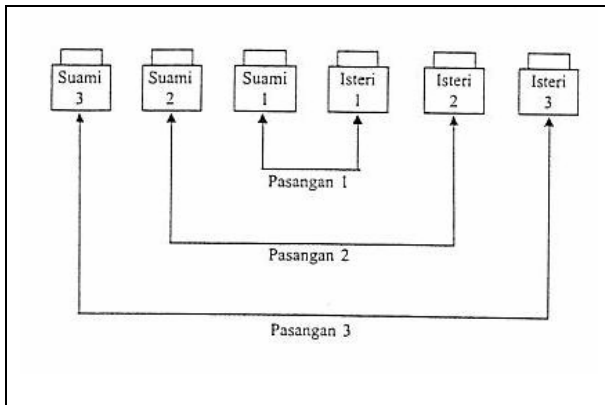 Suami
3
Suami
2
Suami
1
Isteri
1
Isteri
2
Isteri
3
Pasangan 1
Pasangan 2
Pasangan 3